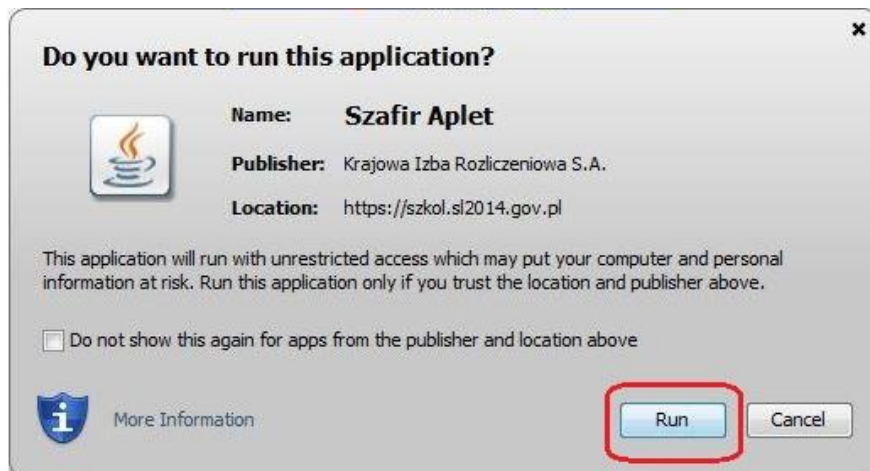 Do you want to run this application?
Name: Szafir Aplet
Publisher: Krajowa Izba Rozliczeniowa S.A.
Location: https://szkol.sl2014.gov.pl
This application will run with unrestricted access which may put your computer and personal
information at risk. Run this application only if you trust the location and publisher above.
Do not show this again for apps from the publisher and location above
More Information
Run
Cancel